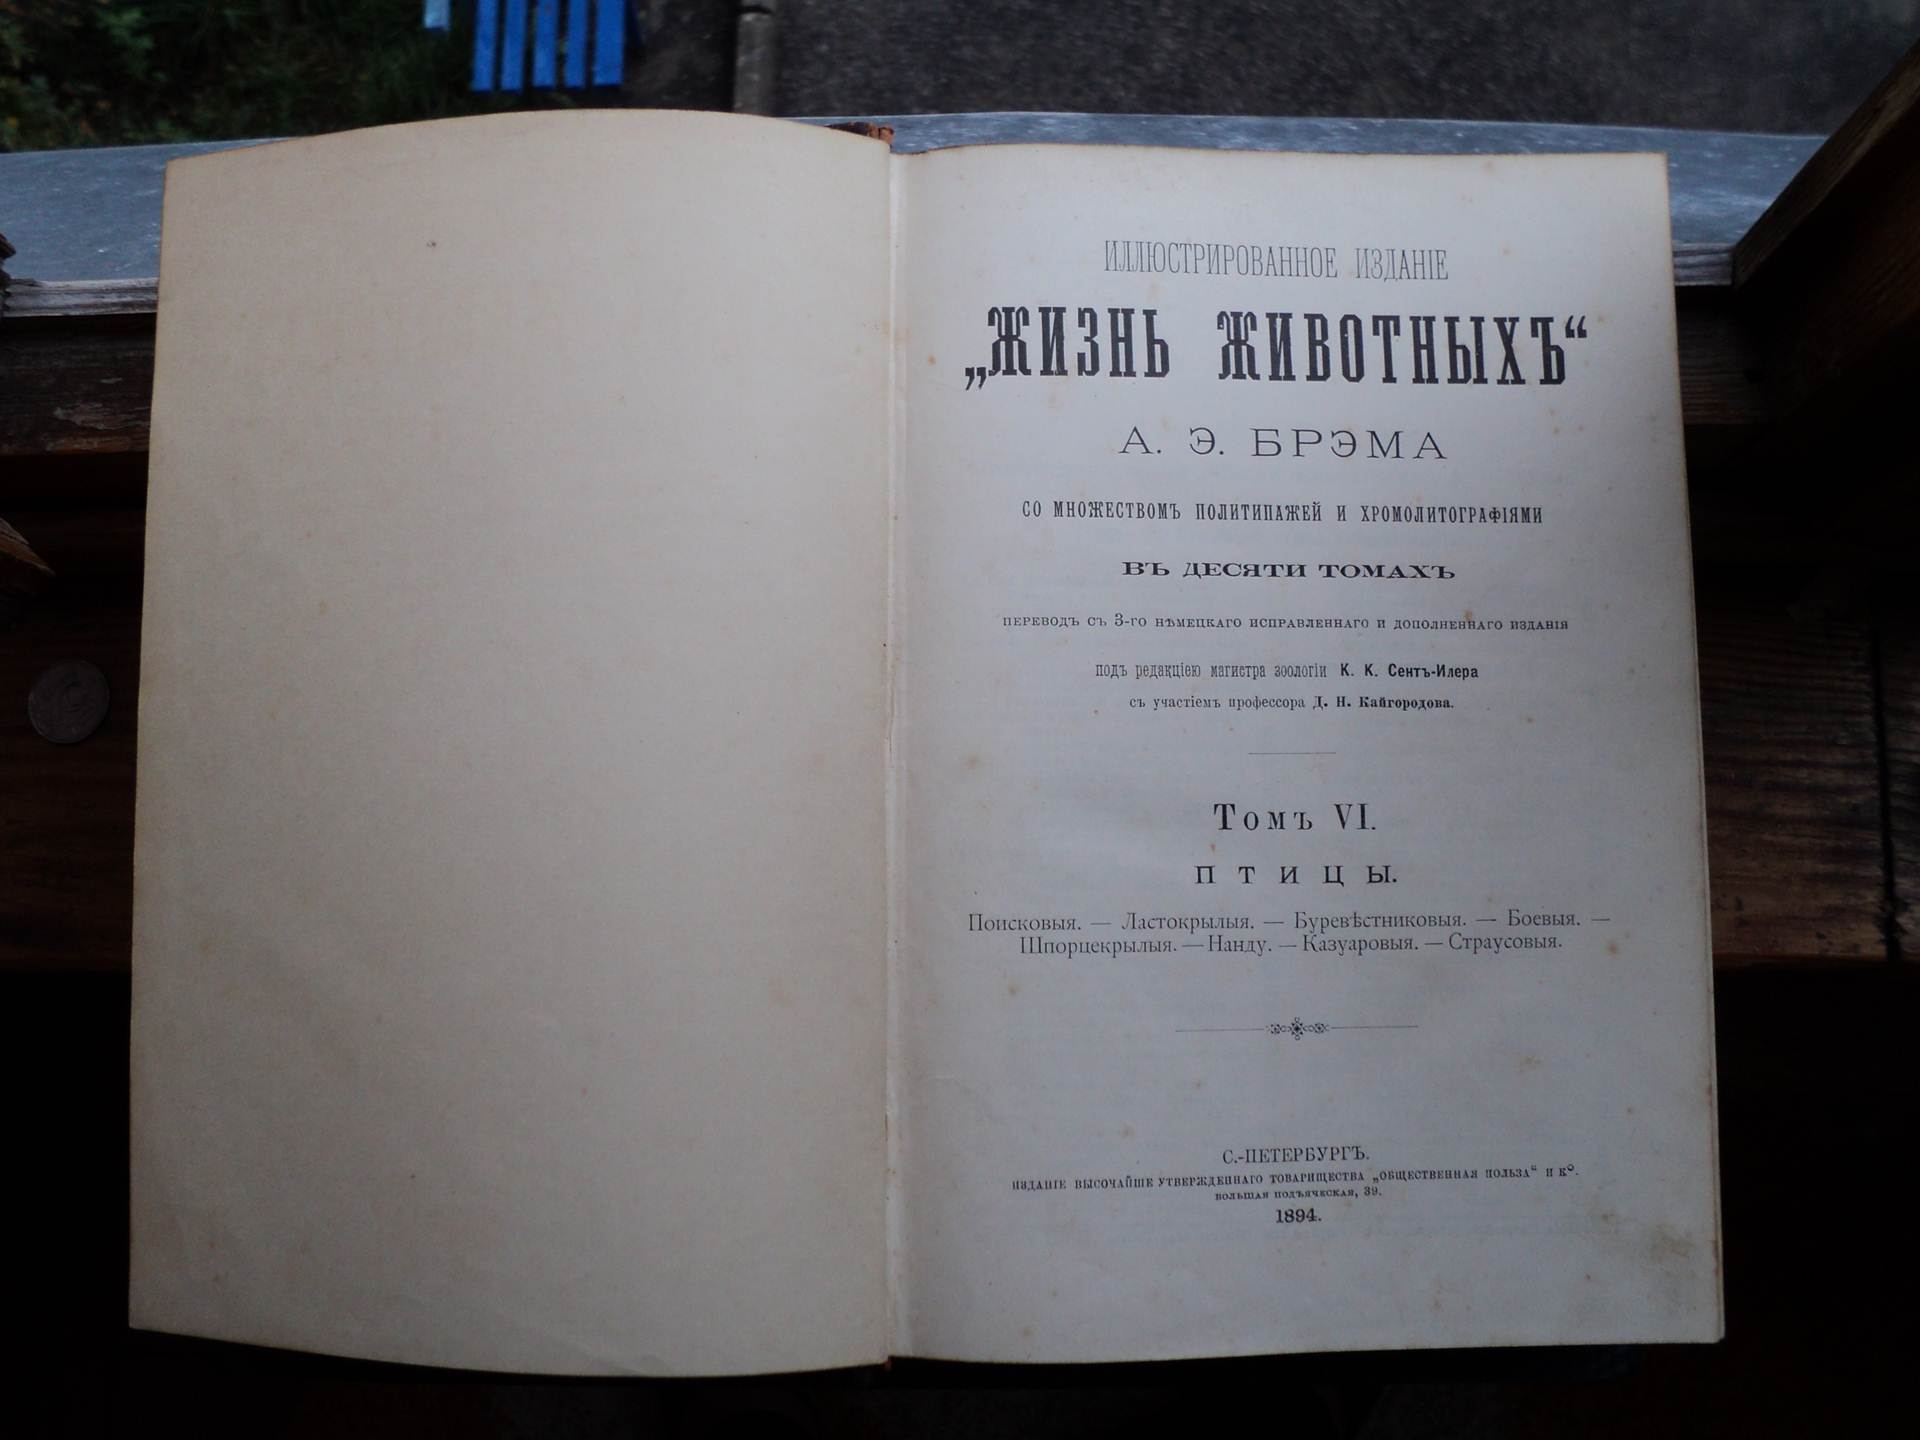 ИЛЛЮСТРИРОВАННОЕ ИЗДАНІЕ
„ЖИЗНЬ ЖИВОТНЫХЪ“
А. Э. БРЭМА
СО МНОЖЕСТВОМЪ ПОЛИТИПАЖЕЙ И ХРОМОЛИТОГРАФІЯМИ
ВЪ ДЕСЯТИ ТОМАХЪ
ПЕРЕВОДЪ СЪ 3-ГО НѢМЕЦКАГО ИСПРАВЛЕННАГО И ДОПОЛНЕННАГО ИЗДАНІЯ
подъ редакціею магистра зоологіи К. К. Сентъ-Илера
съ участіемъ профессора Д. Н. Кайгородова.
Томъ VI.
ПТИЦЫ.
Поисковыя. — Ластокрылыя. — Буревѣстниковыя. — Боевыя. —
Шпорцекрылыя. — Нанду. — Казуаровыя. — Страусовыя.
С.-ПЕТЕРБУРГЪ.
ИЗДАНІЕ ВЫСОЧАЙШЕ УТВЕРЖДЕННАГО ТОВАРИЩЕСТВА „ОБЩЕСТВЕННАЯ ПОЛЬЗА“ И К°.
БОЛЬШАЯ ПОДЪЯЧЕСКАЯ, 39.
1894.